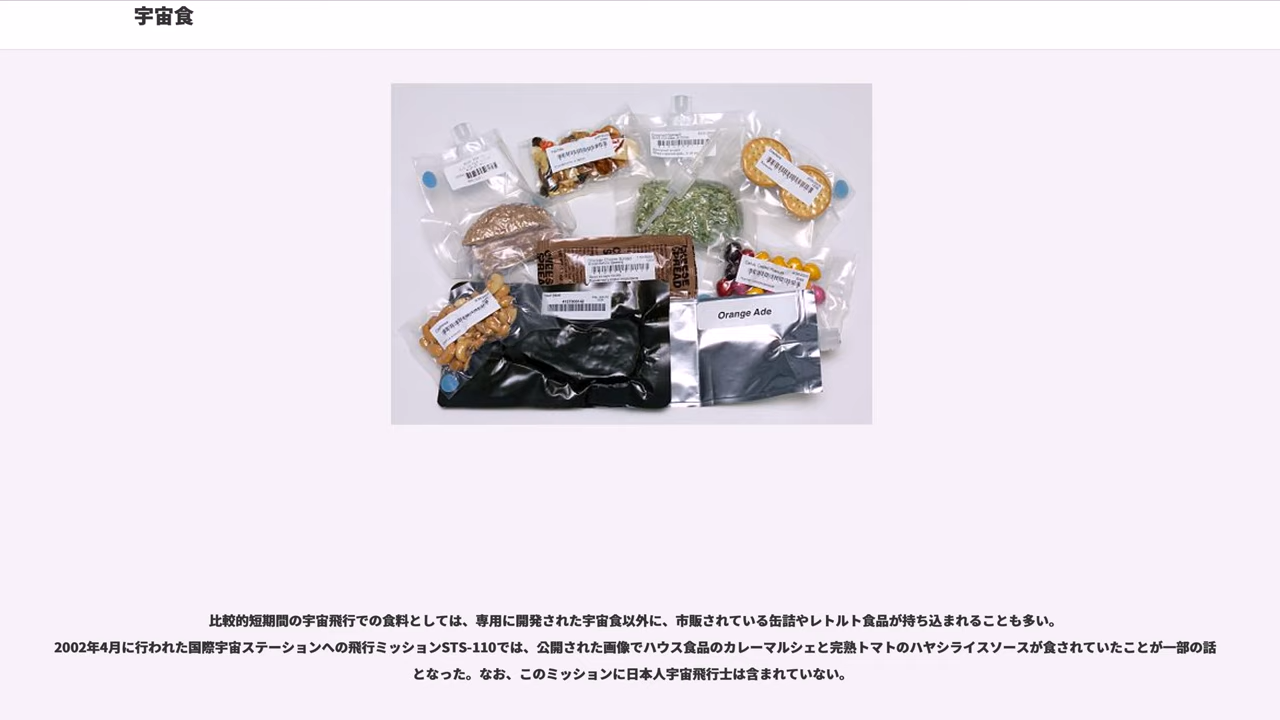 宇宙食
Orange Ade
比較的短期間の宇宙飛行での食料としては、専用に開発された宇宙食以外に、市販されている缶詰やレトルト食品が持ち込まれることも多い。
2002年4月に行われた国際宇宙ステーションへの飛行ミッションSTS-110では、公開された画像でハウス食品のカレーマルシェと完熟トマトのハヤシライスソースが食されていたことが一部の話
となった。なお、このミッションに日本人宇宙飛行士は含まれていない。